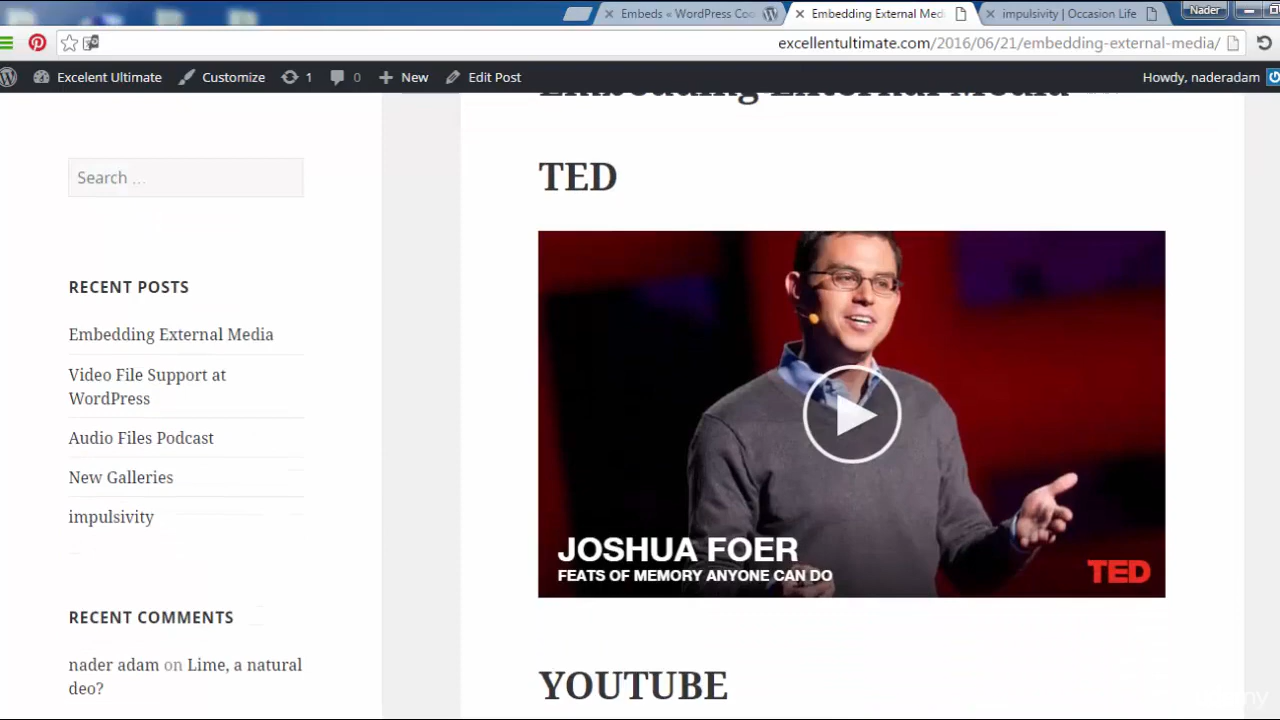 Embeds « WordPress Co
Embedding External Med
impulsivity | Occasion Life
Nader
excellentultimate.com/2016/06/21/embedding-external-media/
Excelent Ultimate
Customize
1
0
New
Edit Post
Howdy, naderadam
Embedding External Media
TED
Search …
RECENT POSTS
Embedding External Media
Video File Support at
WordPress
Audio Files Podcast
New Galleries
impulsivity
RECENT COMMENTS
nader adam on Lime, a natural
deo?
JOSHUA FOER
FEATS OF MEMORY ANYONE CAN DO
TED
YOUTUBE